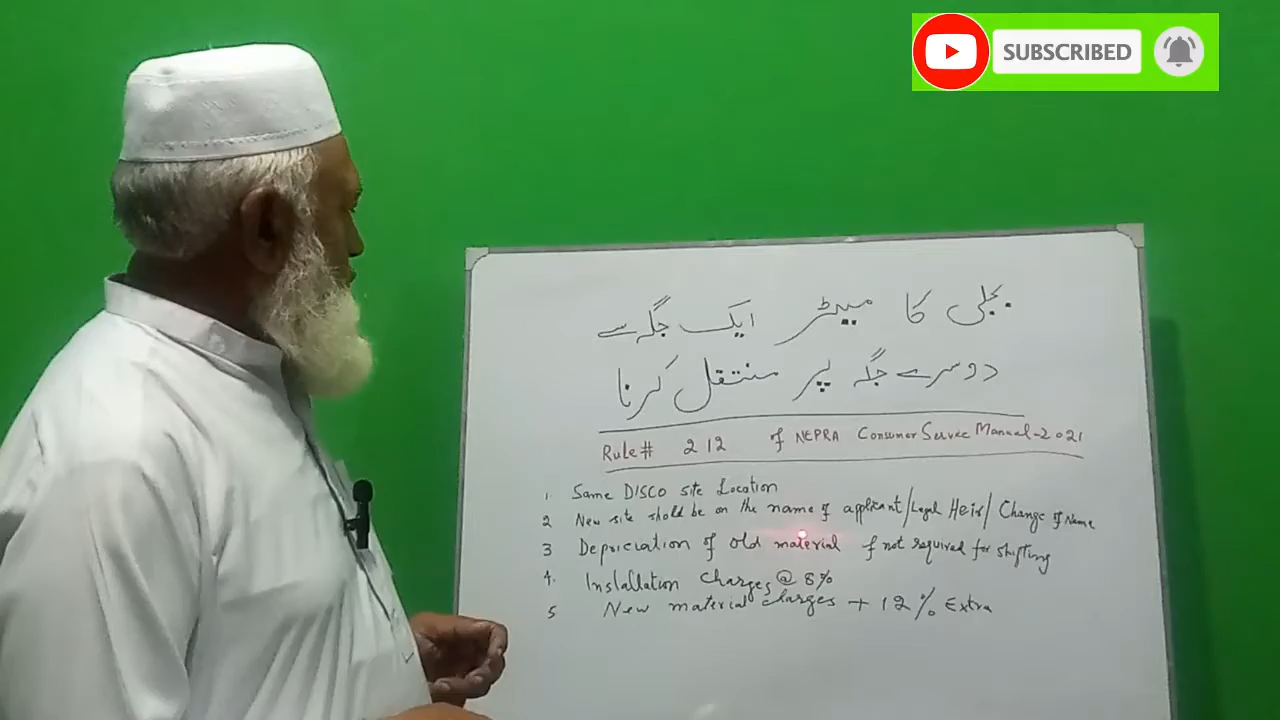 SUBSCRIBED
بجلی کا میٹر ایک جگہ سے
دوسرے جگہ پر منتقل کرنا
Rule# 212 of NEPRA Consumer Service Manual-2021
1 Same DISCO site Location
2 New site should be on the name of applicant/Legal Heir/ Change of Name
3 Depriciation of old material if not required for shifting
4. Installation charges @ 8%
5 New material charges + 12% Extra